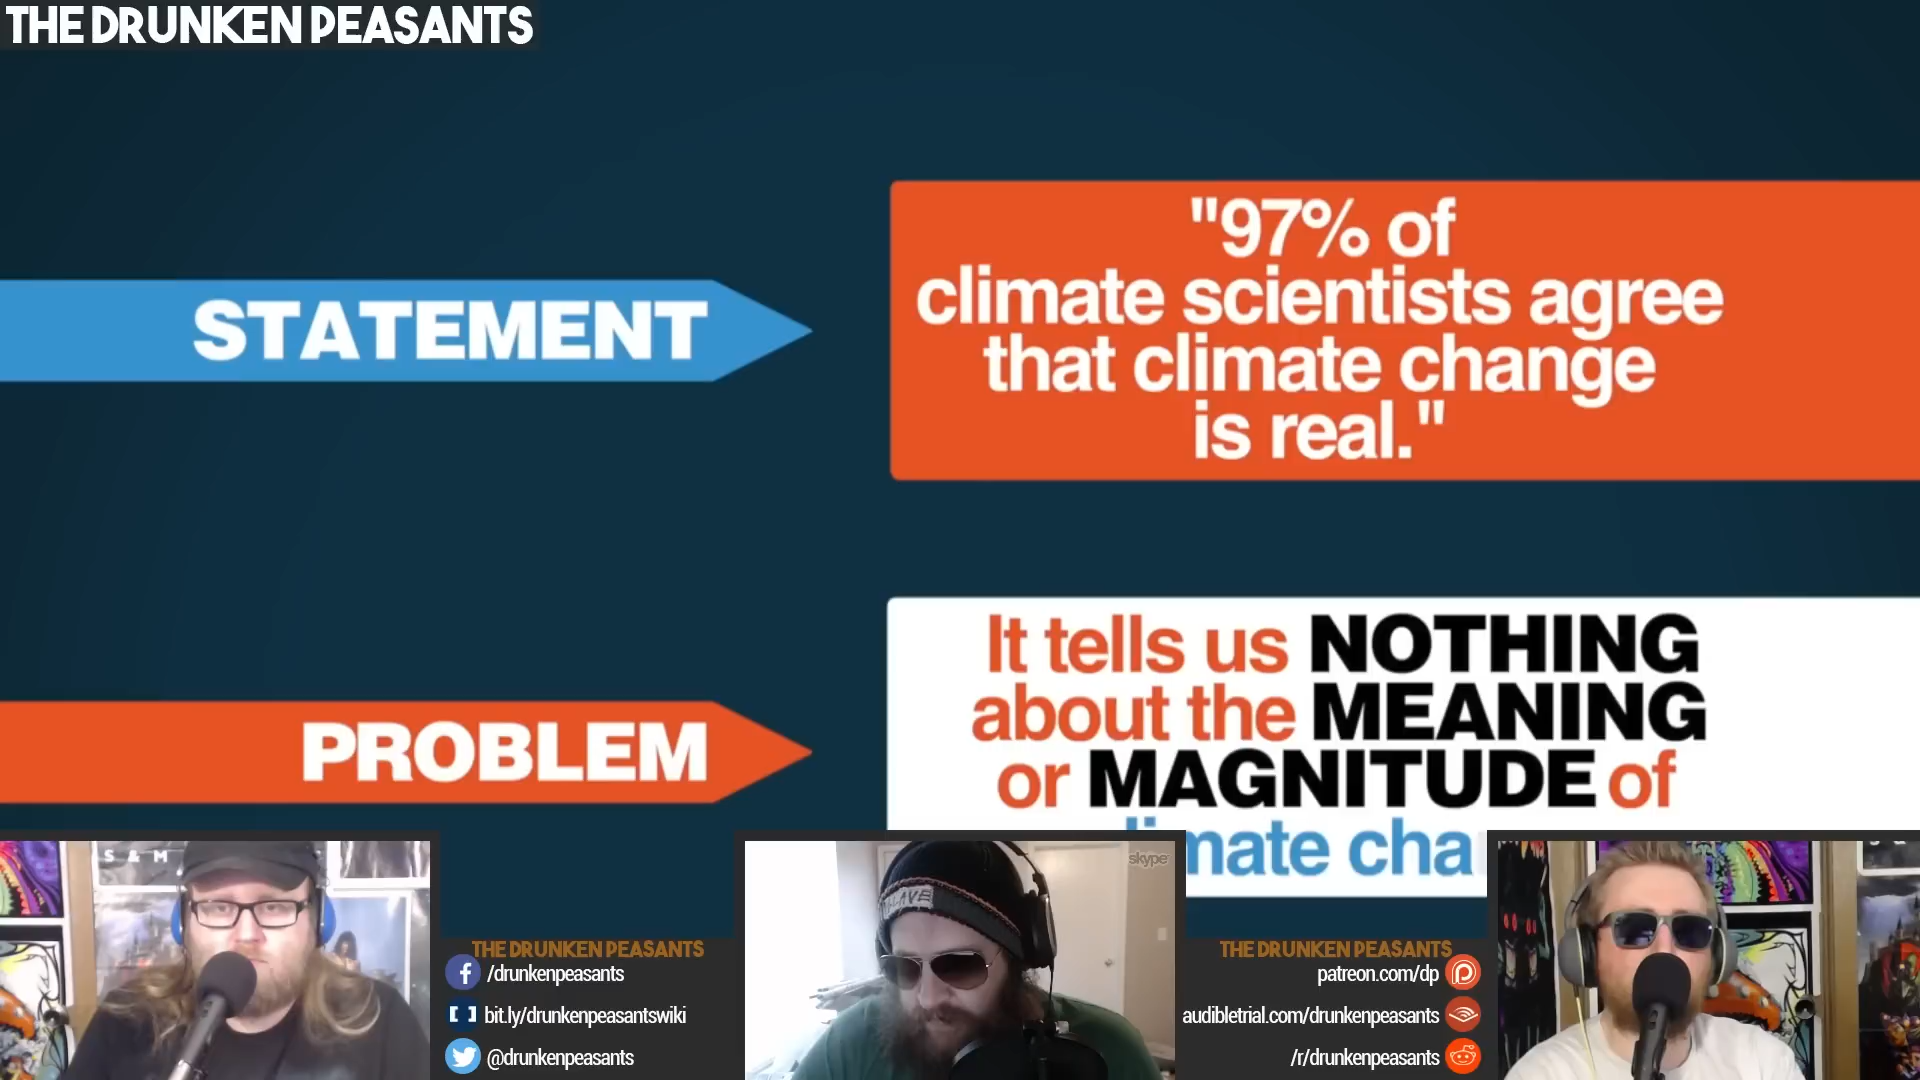 THE DRUNKEN PEASANTS
"97% of
climate scientists agree
that climate change
is real."
STATEMENT
It tells us NOTHING
about the MEANING
or MAGNITUDE of
PROBLEM
S & M
skype
THE DRUNKEN PEASANTS
/drunkenpeasants
bit.ly/drunkenpeasantswiki
@drunkenpeasants
THE DRUNKEN PEASANTS
patreon.com/dp
audibletrial.com/drunkenpeasants
/r/drunkenpeasants